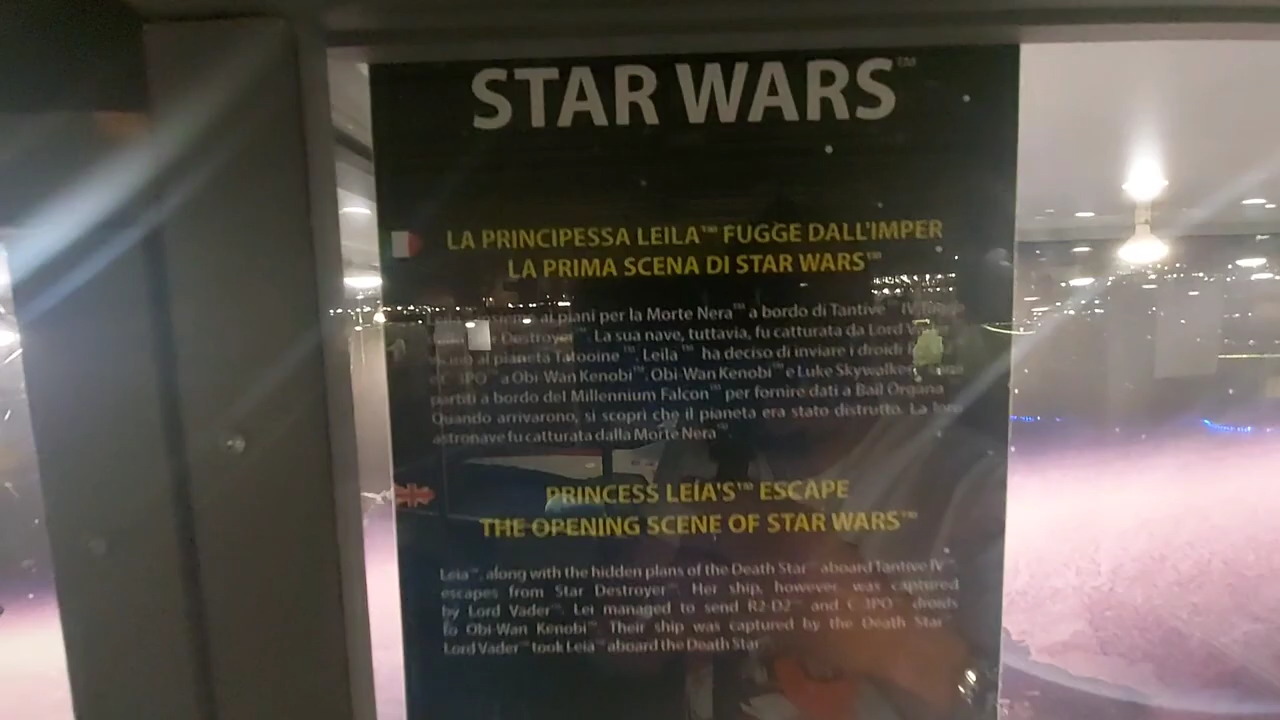 STAR WARS™
LA PRINCIPESSA LEILA™ FUGGE DALL'IMPER
LA PRIMA SCENA DI STAR WARS™
ai piani per la Morte Nera™ a bordo di Tantive™ IV
Destroyer™. La sua nave, tuttavia, fu catturata da Lord
al pianeta Tatooine™. Leila™ ha deciso di inviare i droidi
a Obi-Wan Kenobi™. Obi-Wan Kenobi™ e Luke Skywalker
partiti a bordo del Millennium Falcon™ per fornire dati a Bail Organa
Quando arrivarono, si scoprì che il pianeta era stato distrutto. La loro
astronave fu catturata dalla Morte Nera™.
PRINCESS LEIA'S™ ESCAPE
THE OPENING SCENE OF STAR WARS™
Leia™, along with the hidden plans of the Death Star™ aboard Tantive IV™
escapes from Star Destroyer™. Her ship, however, was captured
by Lord Vader™. Lei managed to send R2-D2™ and C-3PO™ droids
to Obi-Wan Kenobi™. Their ship was captured by the Death Star™
Lord Vader™ took Leia™ aboard the Death Star™